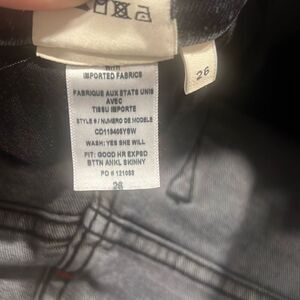 WITH
IMPORTED FABRICS
FABRIQUE AUX ETATS UNIS
AVEC
TISSU IMPORTE
STYLE # / NUMERO DE MODELE
CD119405YSW
WASH: YES SHE WILL
FIT: GOOD HR EXPSD
BTTN ANKL SKINNY
PO # 121088
26
26